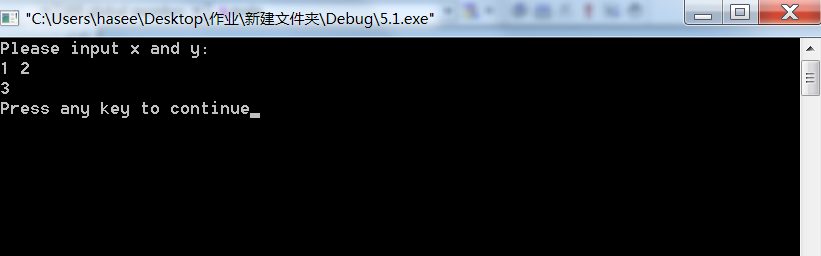 "C:\Users\hasee\Desktop\作业\新建文件夹\Debug\5.1.exe"
Please input x and y:
1 2
3
Press any key to continue_